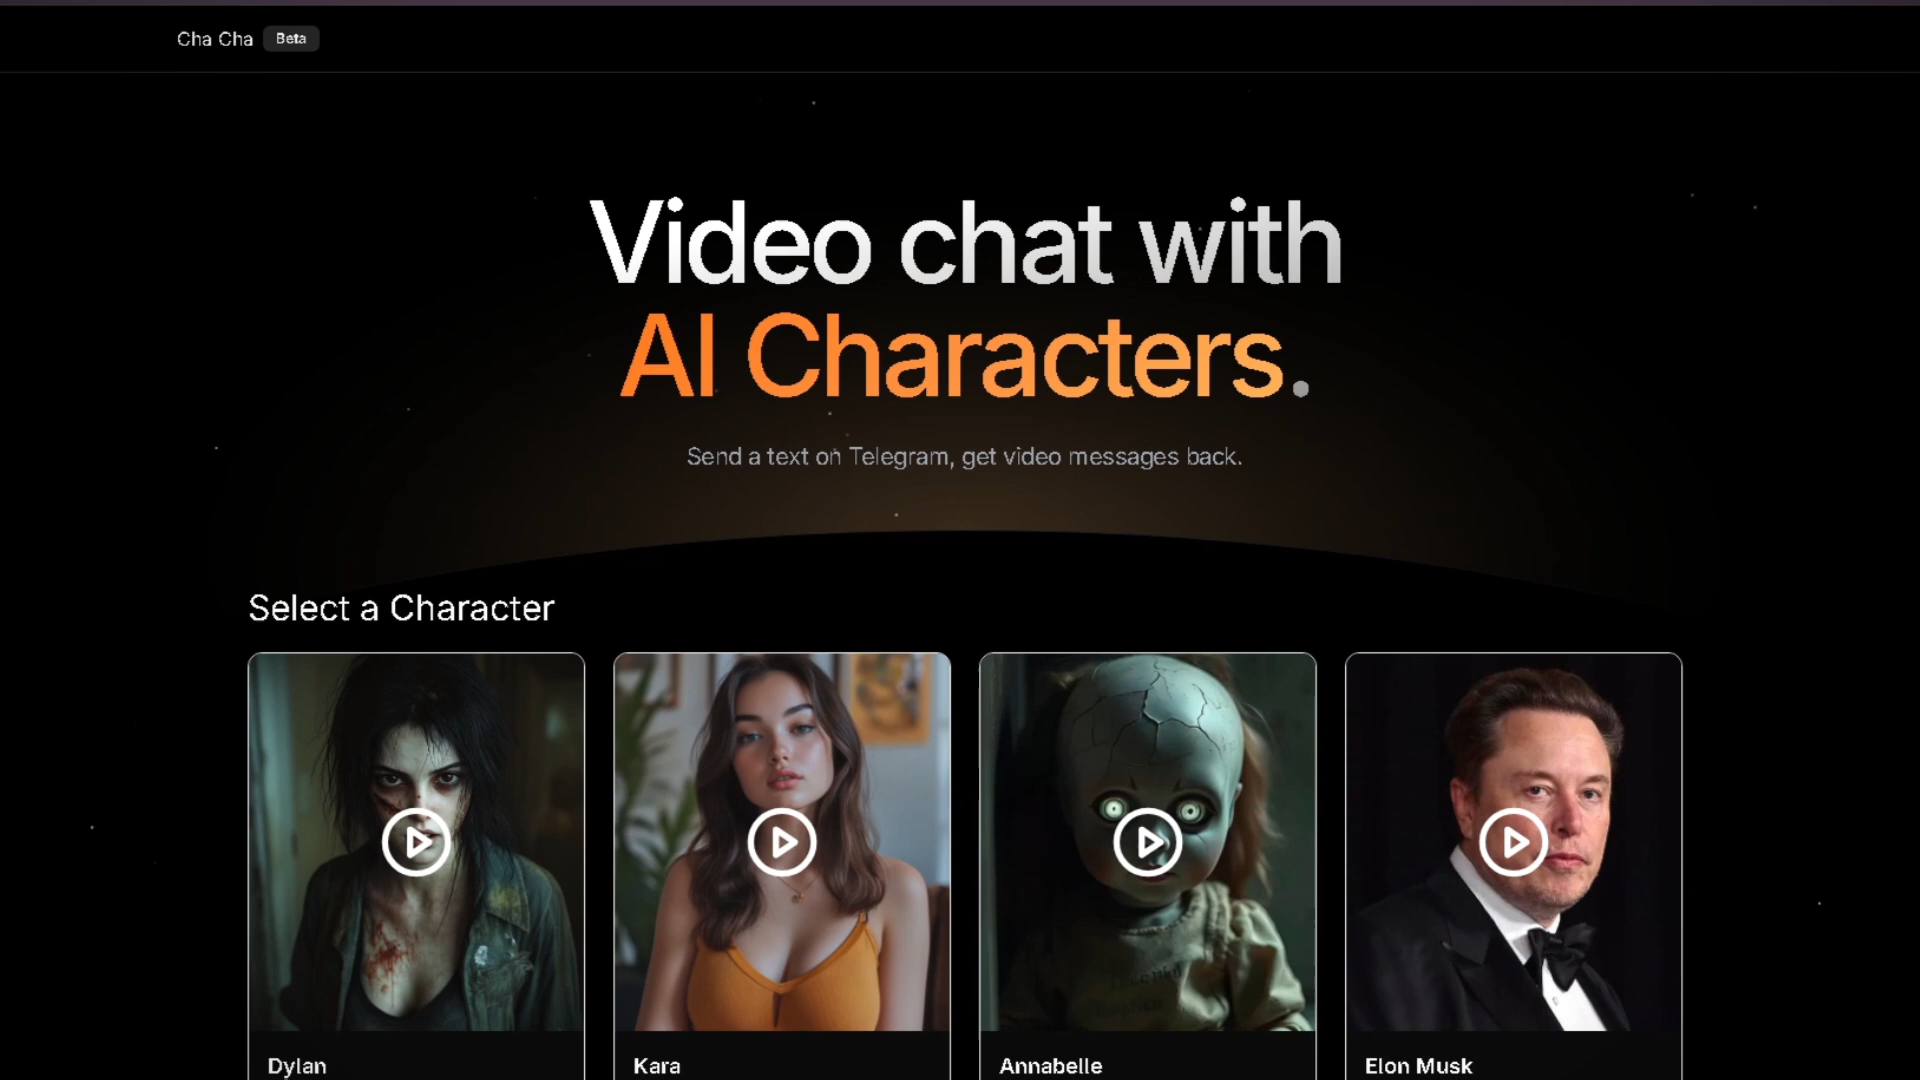 Cha Cha Beta
Video chat with
AI Characters.
Send a text on Telegram, get video messages back.
Select a Character
Dylan
Kara
Annabelle
Elon Musk